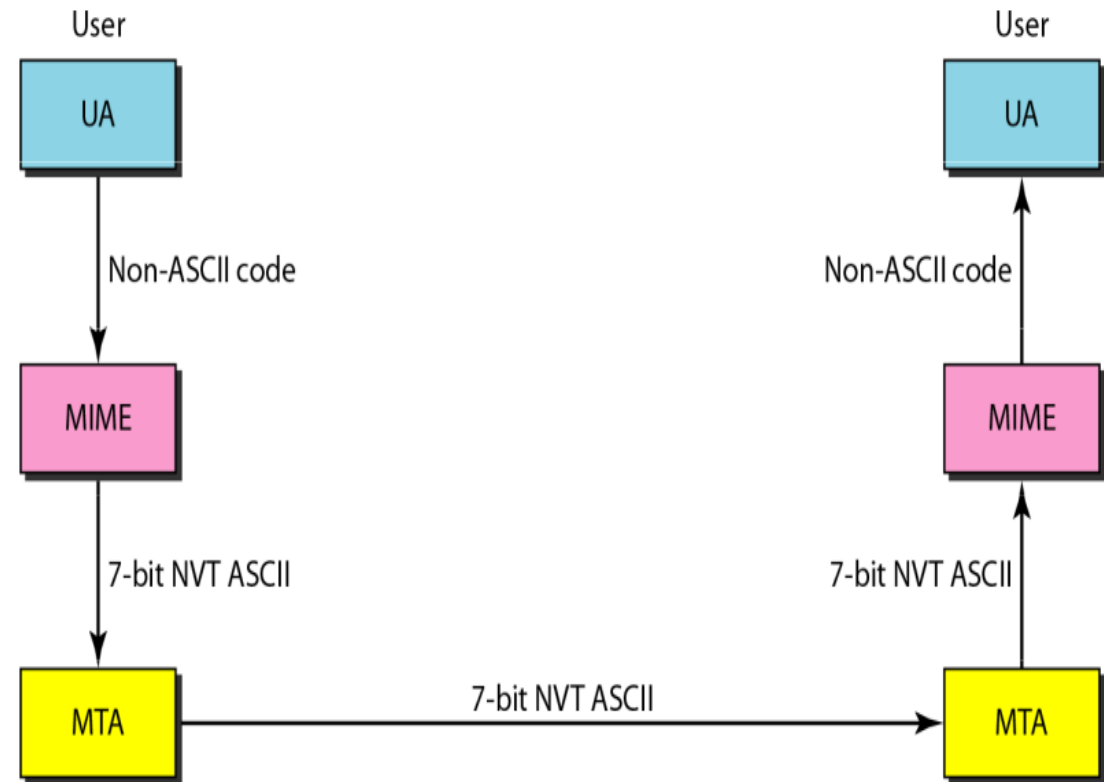 User
User
UA
UA
Non-ASCII code
Non-ASCII code
MIME
MIME
7-bit NVT ASCII
7-bit NVT ASCII
7-bit NVT ASCII
MTA
MTA